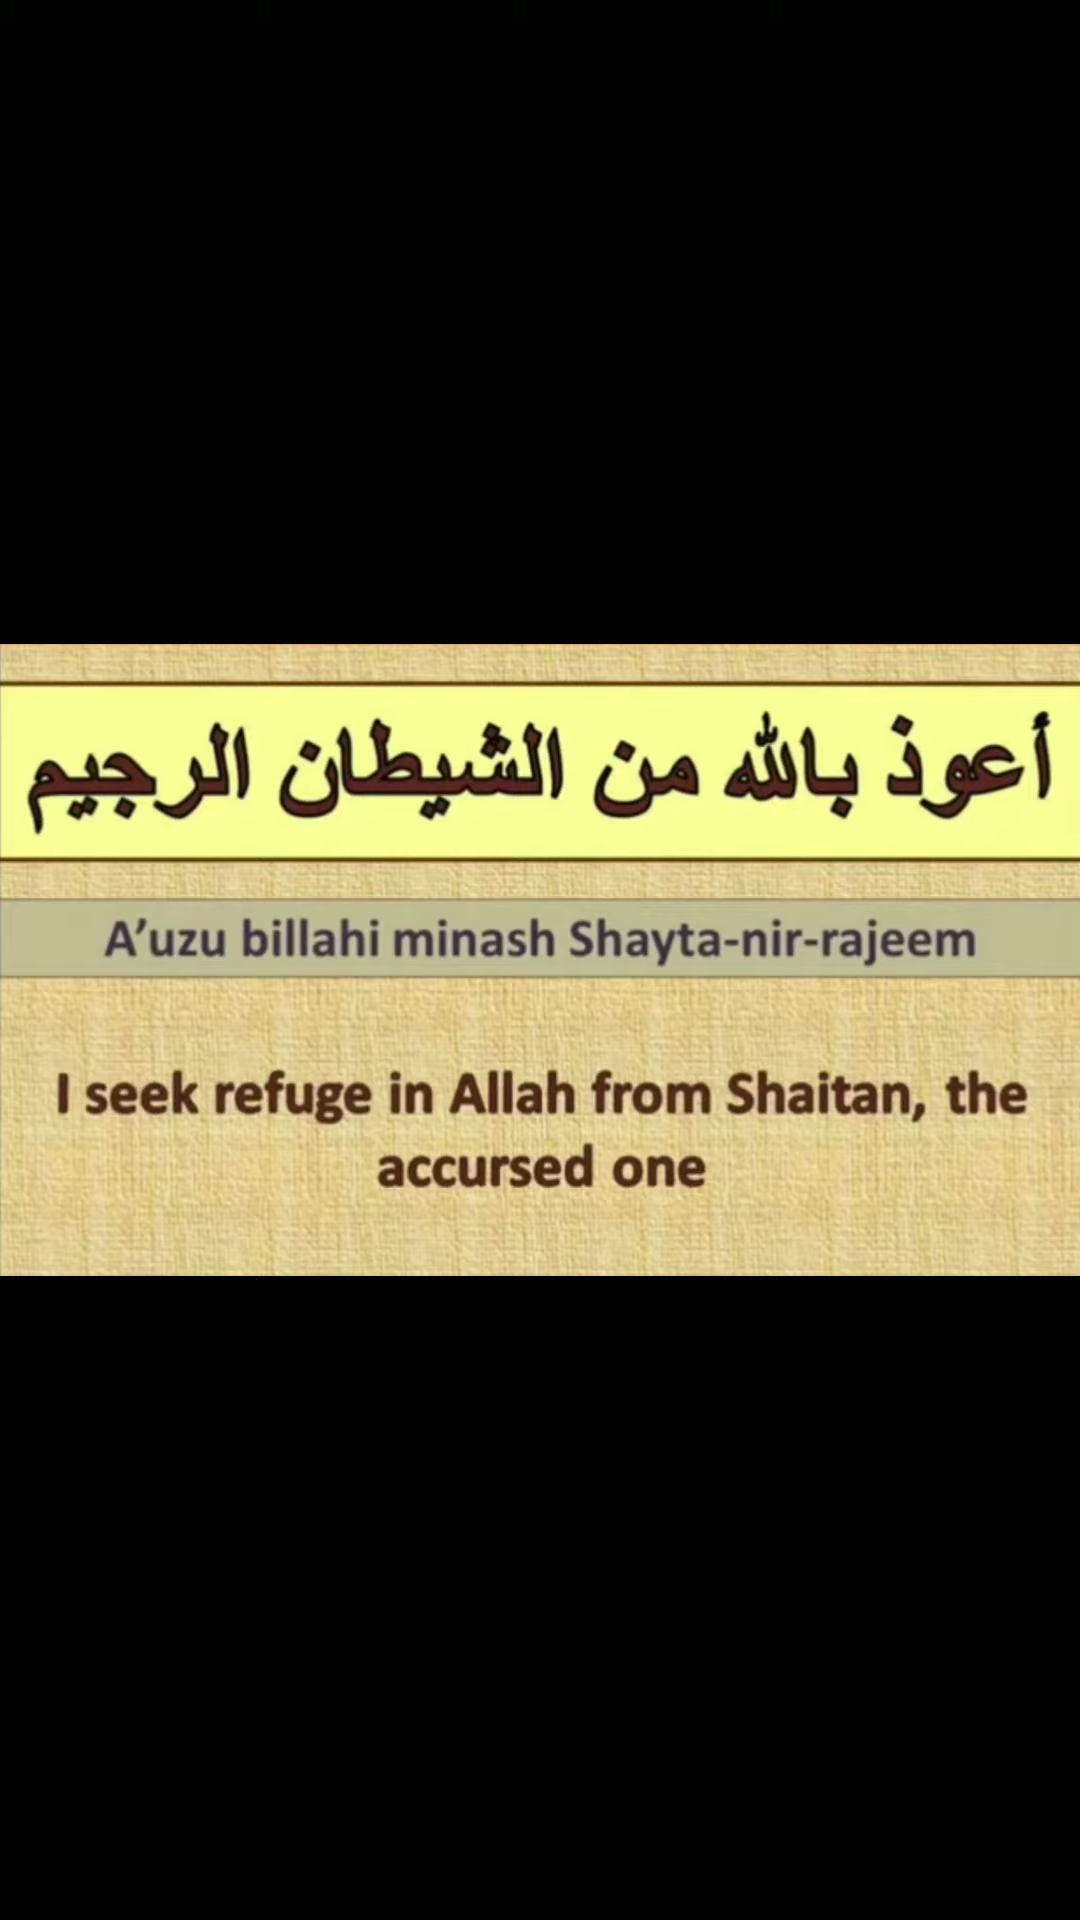 أعوذ بالله من الشيطان الرجيم
A’uzu billahi minash Shayta-nir-rajeem
I seek refuge in Allah from Shaitan, the
accursed one